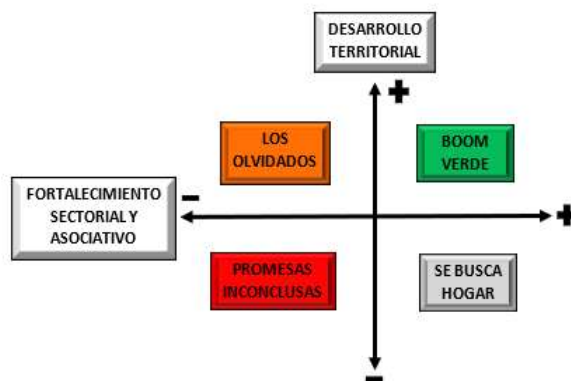 DESARROLLO
TERRITORIAL
+
LOS
OLVIDADOS
BOOM
VERDE
FORTALECIMIENTO
SECTORIAL Y
ASOCIATIVO
-
+
PROMESAS
INCONCLUSAS
SE BUSCA
HOGAR
-